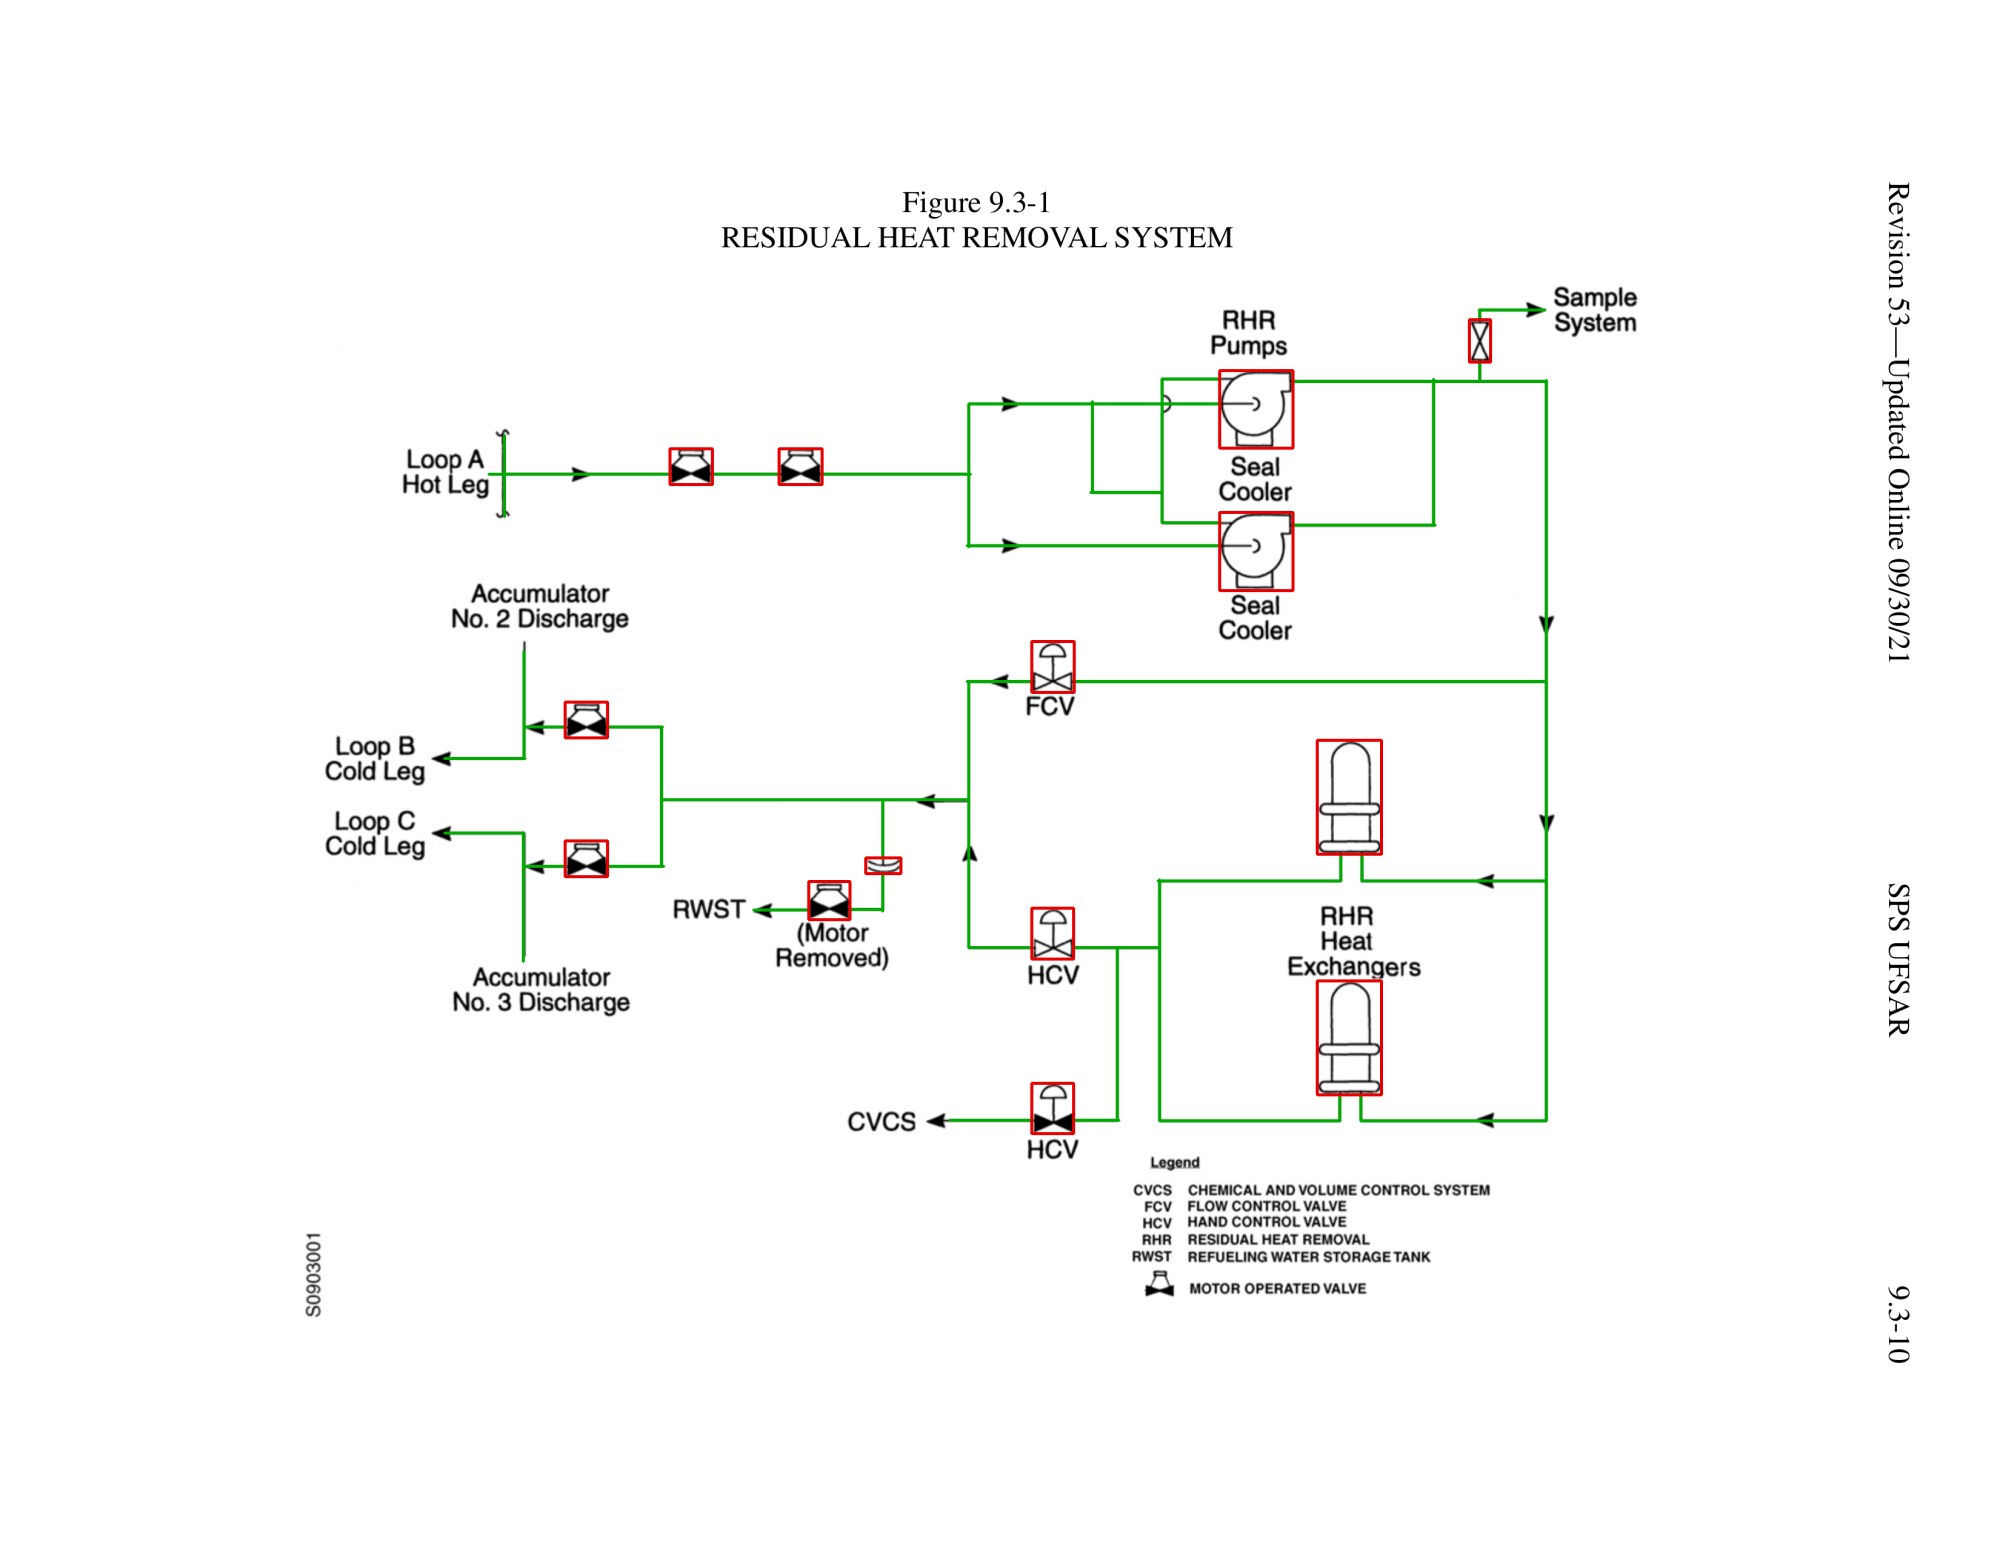 Figure 9.3-1
RESIDUAL HEAT REMOVAL SYSTEM
Revision 53—Updated Online 09/30/21
SPS UFSAR
9.3-10
Sample
System
RHR
Pumps
Loop A
Hot Leg
Seal
Cooler
Seal
Cooler
Accumulator
No. 2 Discharge
FCV
Loop B
Cold Leg
Loop C
Cold Leg
RWST
(Motor
Removed)
RHR
Heat
Exchangers
HCV
Accumulator
No. 3 Discharge
CVCS
HCV
Legend
CVCS CHEMICAL AND VOLUME CONTROL SYSTEM
FCV FLOW CONTROL VALVE
HCV HAND CONTROL VALVE
RHR RESIDUAL HEAT REMOVAL
RWST REFUELING WATER STORAGE TANK
MOTOR OPERATED VALVE
S0903001